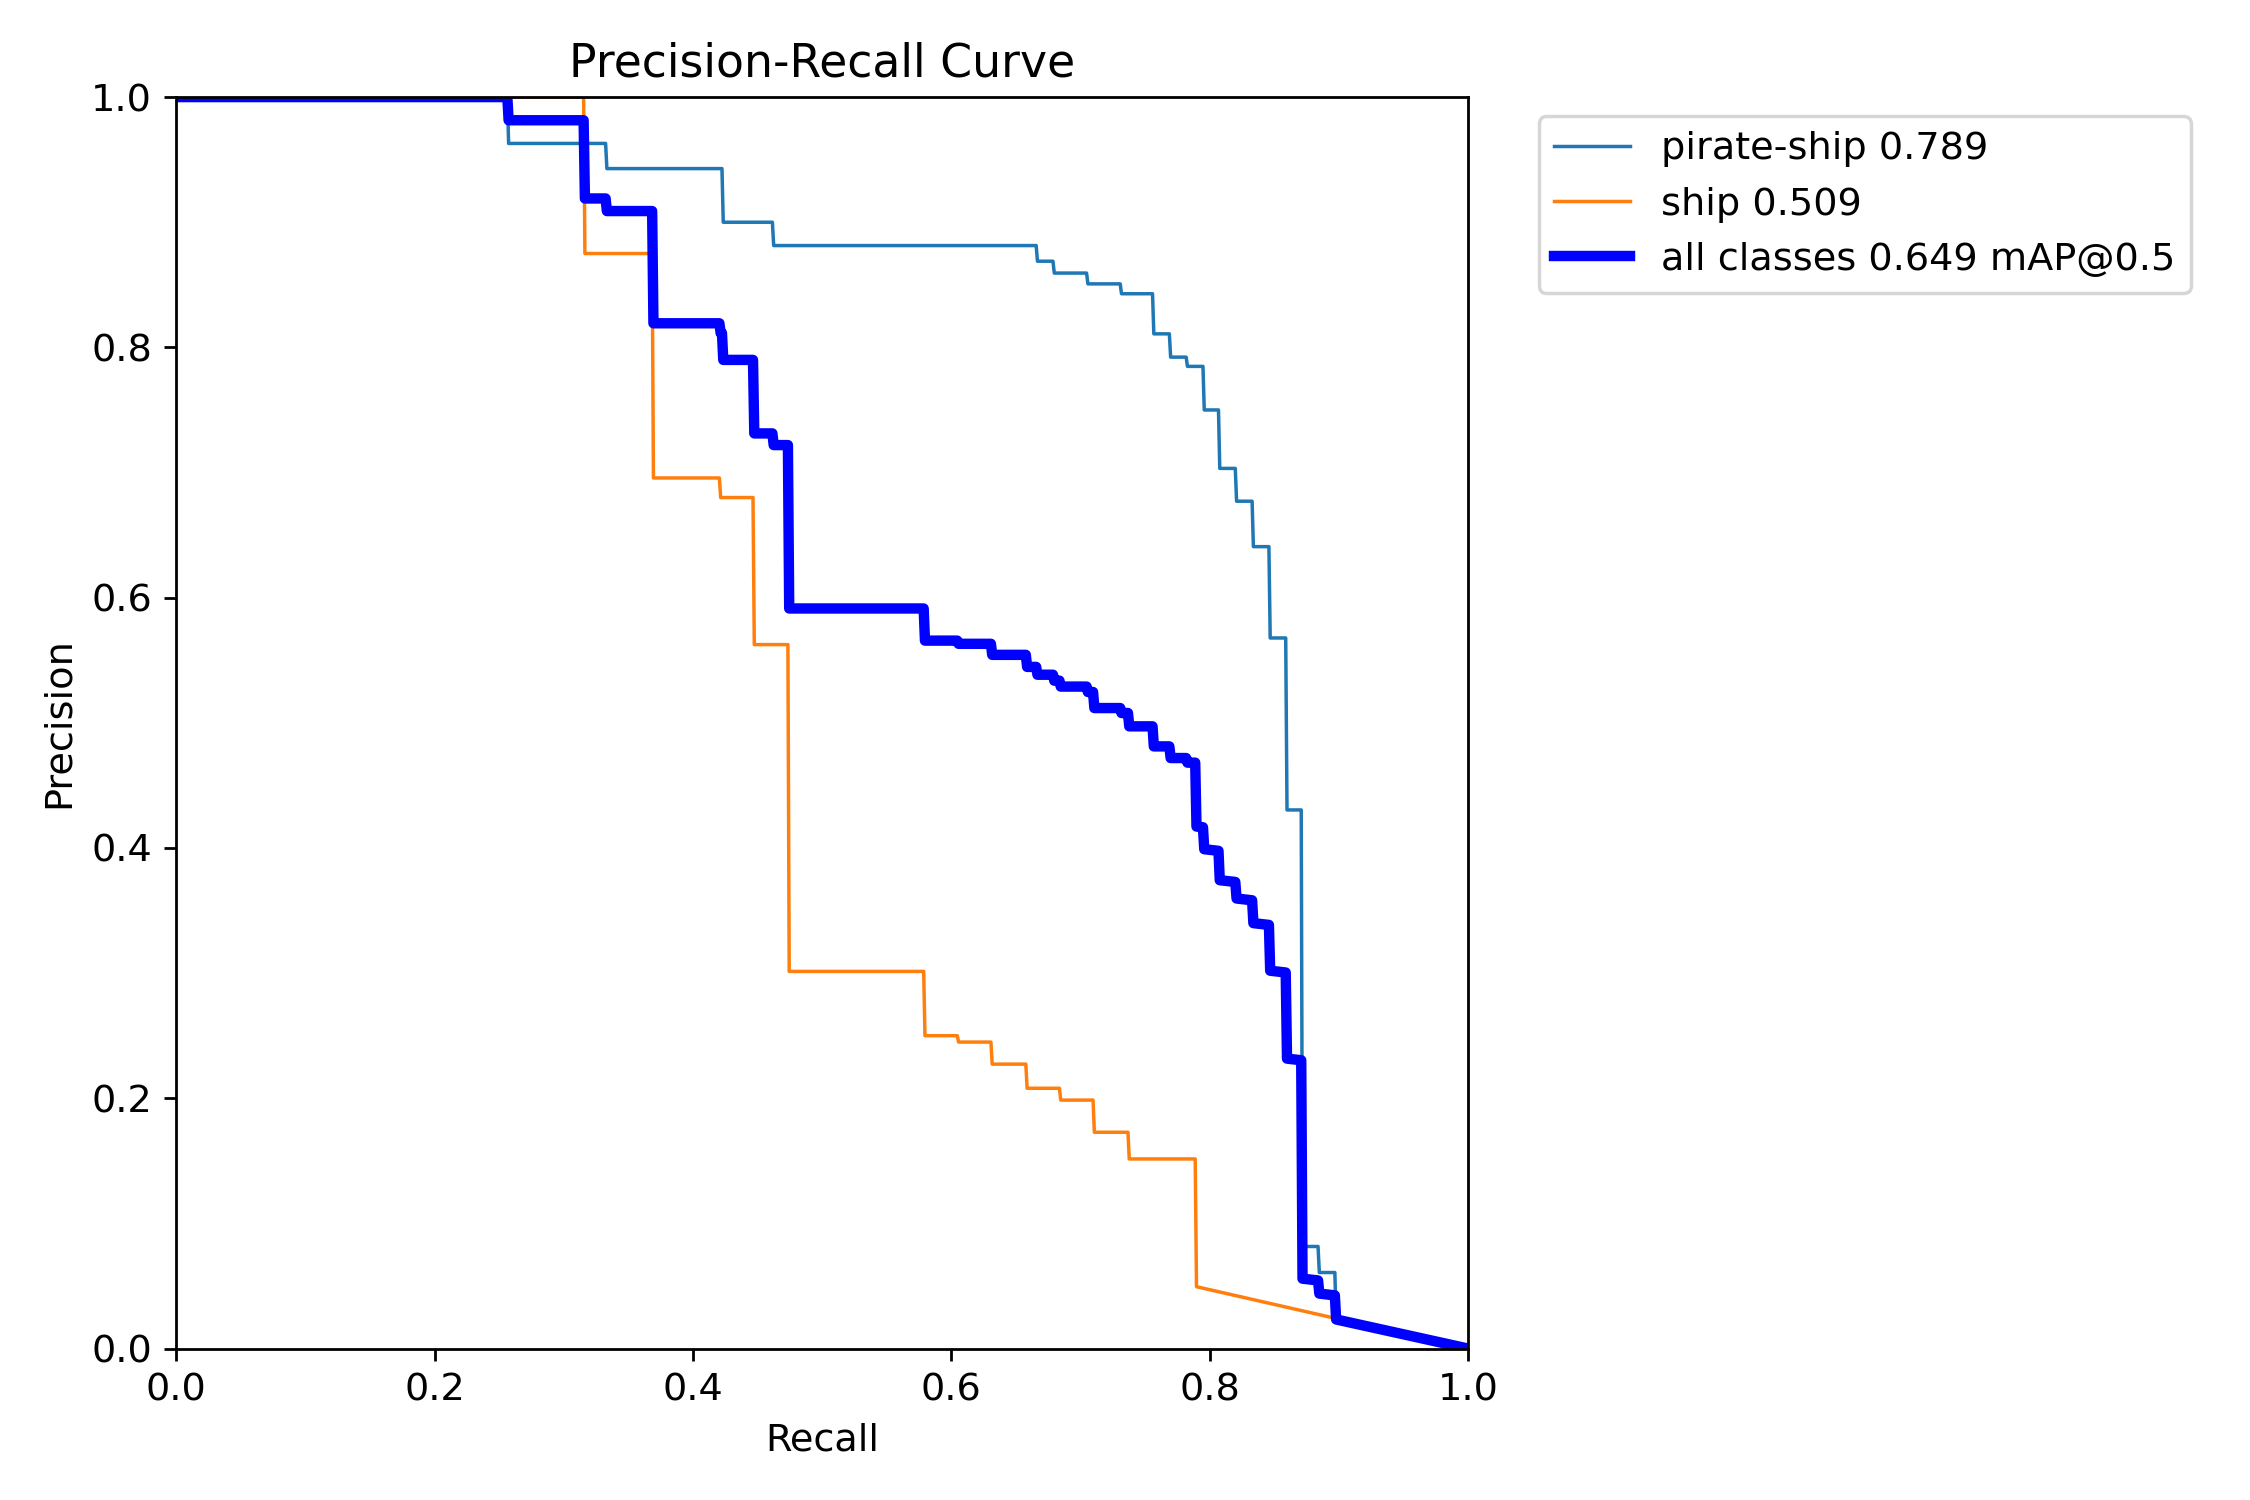 Precision-Recall Curve
pirate-ship 0.789
ship 0.509
all classes 0.649 mAP@0.5
Precision
1.0
0.8
0.6
0.4
0.2
0.0
0.0 0.2 0.4 0.6 0.8 1.0
Recall